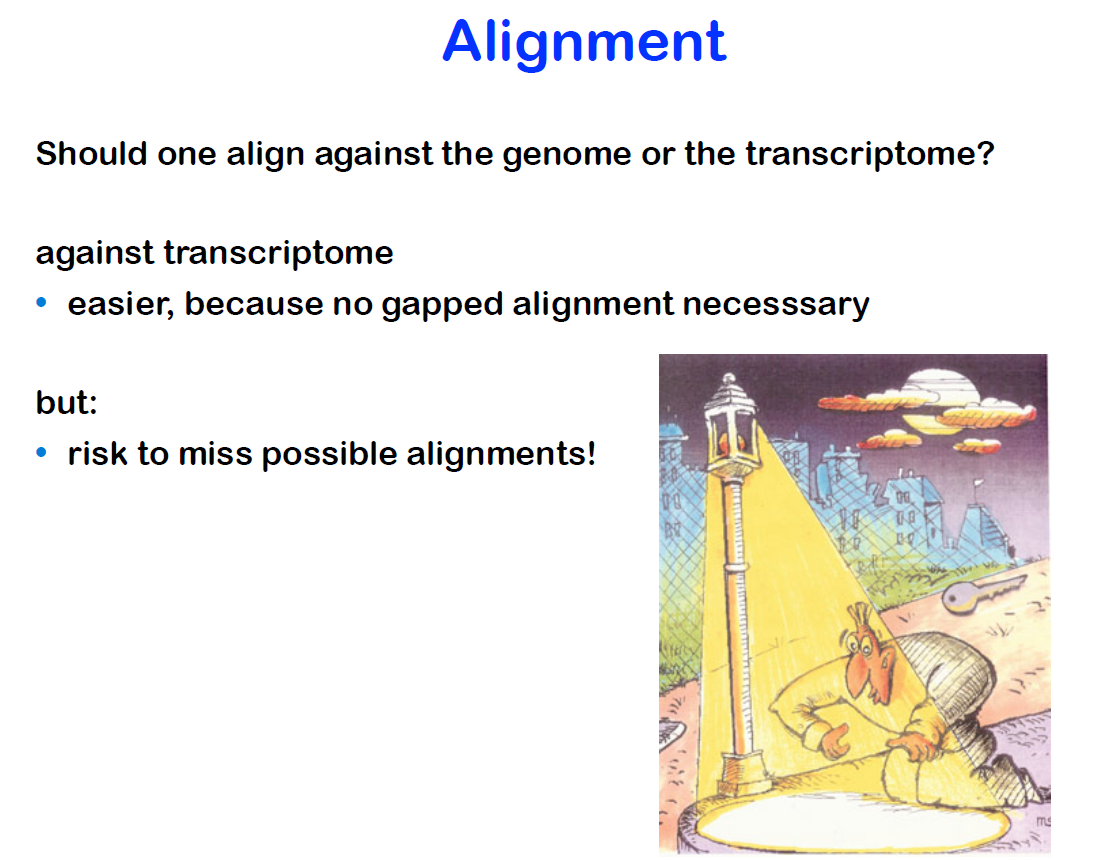 Alignment
Should one align against the genome or the transcriptome?
against transcriptome
• easier, because no gapped alignment necesssary
but:
• risk to miss possible alignments!
ms